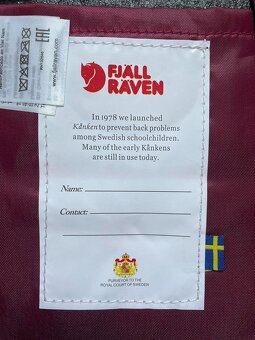 FJÄLL
RÄVEN
In 1978 we launched
Kånken to prevent back problems
among Swedish schoolchildren.
Many of the early Kånkens
are still in use today.
Name:
Contact:
PURVEYOR TO THE
ROYAL COURT OF SWEDEN